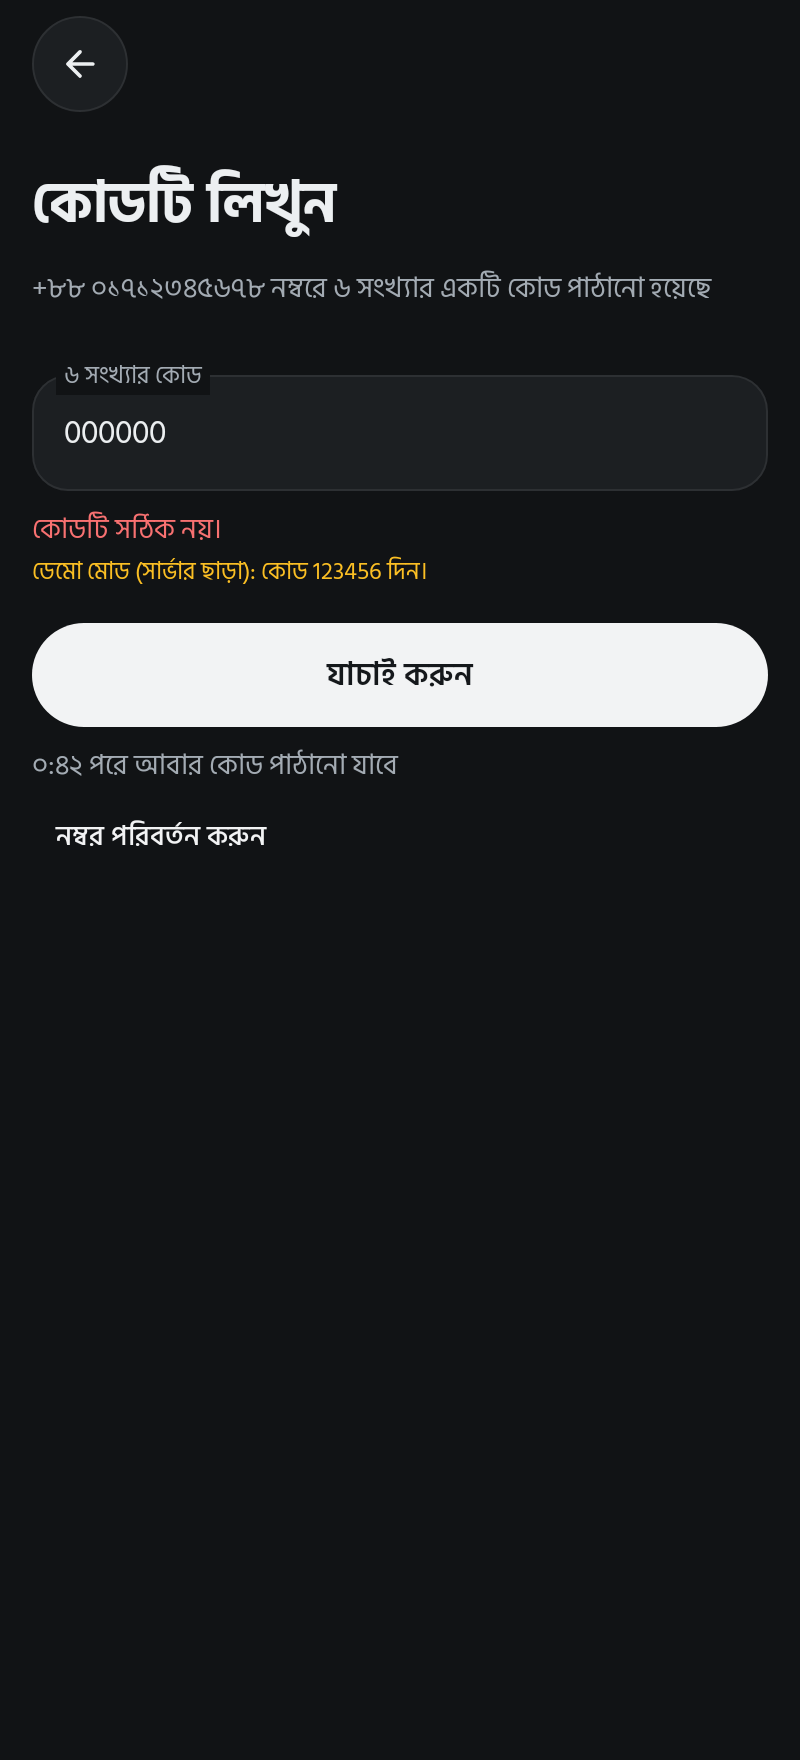 কোডটি লিখুন
+৮৮ ০১৭১২৩৪৫৬৭৮ নম্বরে ৬ সংখ্যার একটি কোড পাঠানো হয়েছে
৬ সংখ্যার কোড
000000
কোডটি সঠিক নয়।
ডেমো মোড (সার্ভার ছাড়া): কোড 123456 দিন।
যাচাই করুন
০:৪২ পরে আবার কোড পাঠানো যাবে
নম্বর পরিবর্তন করুন